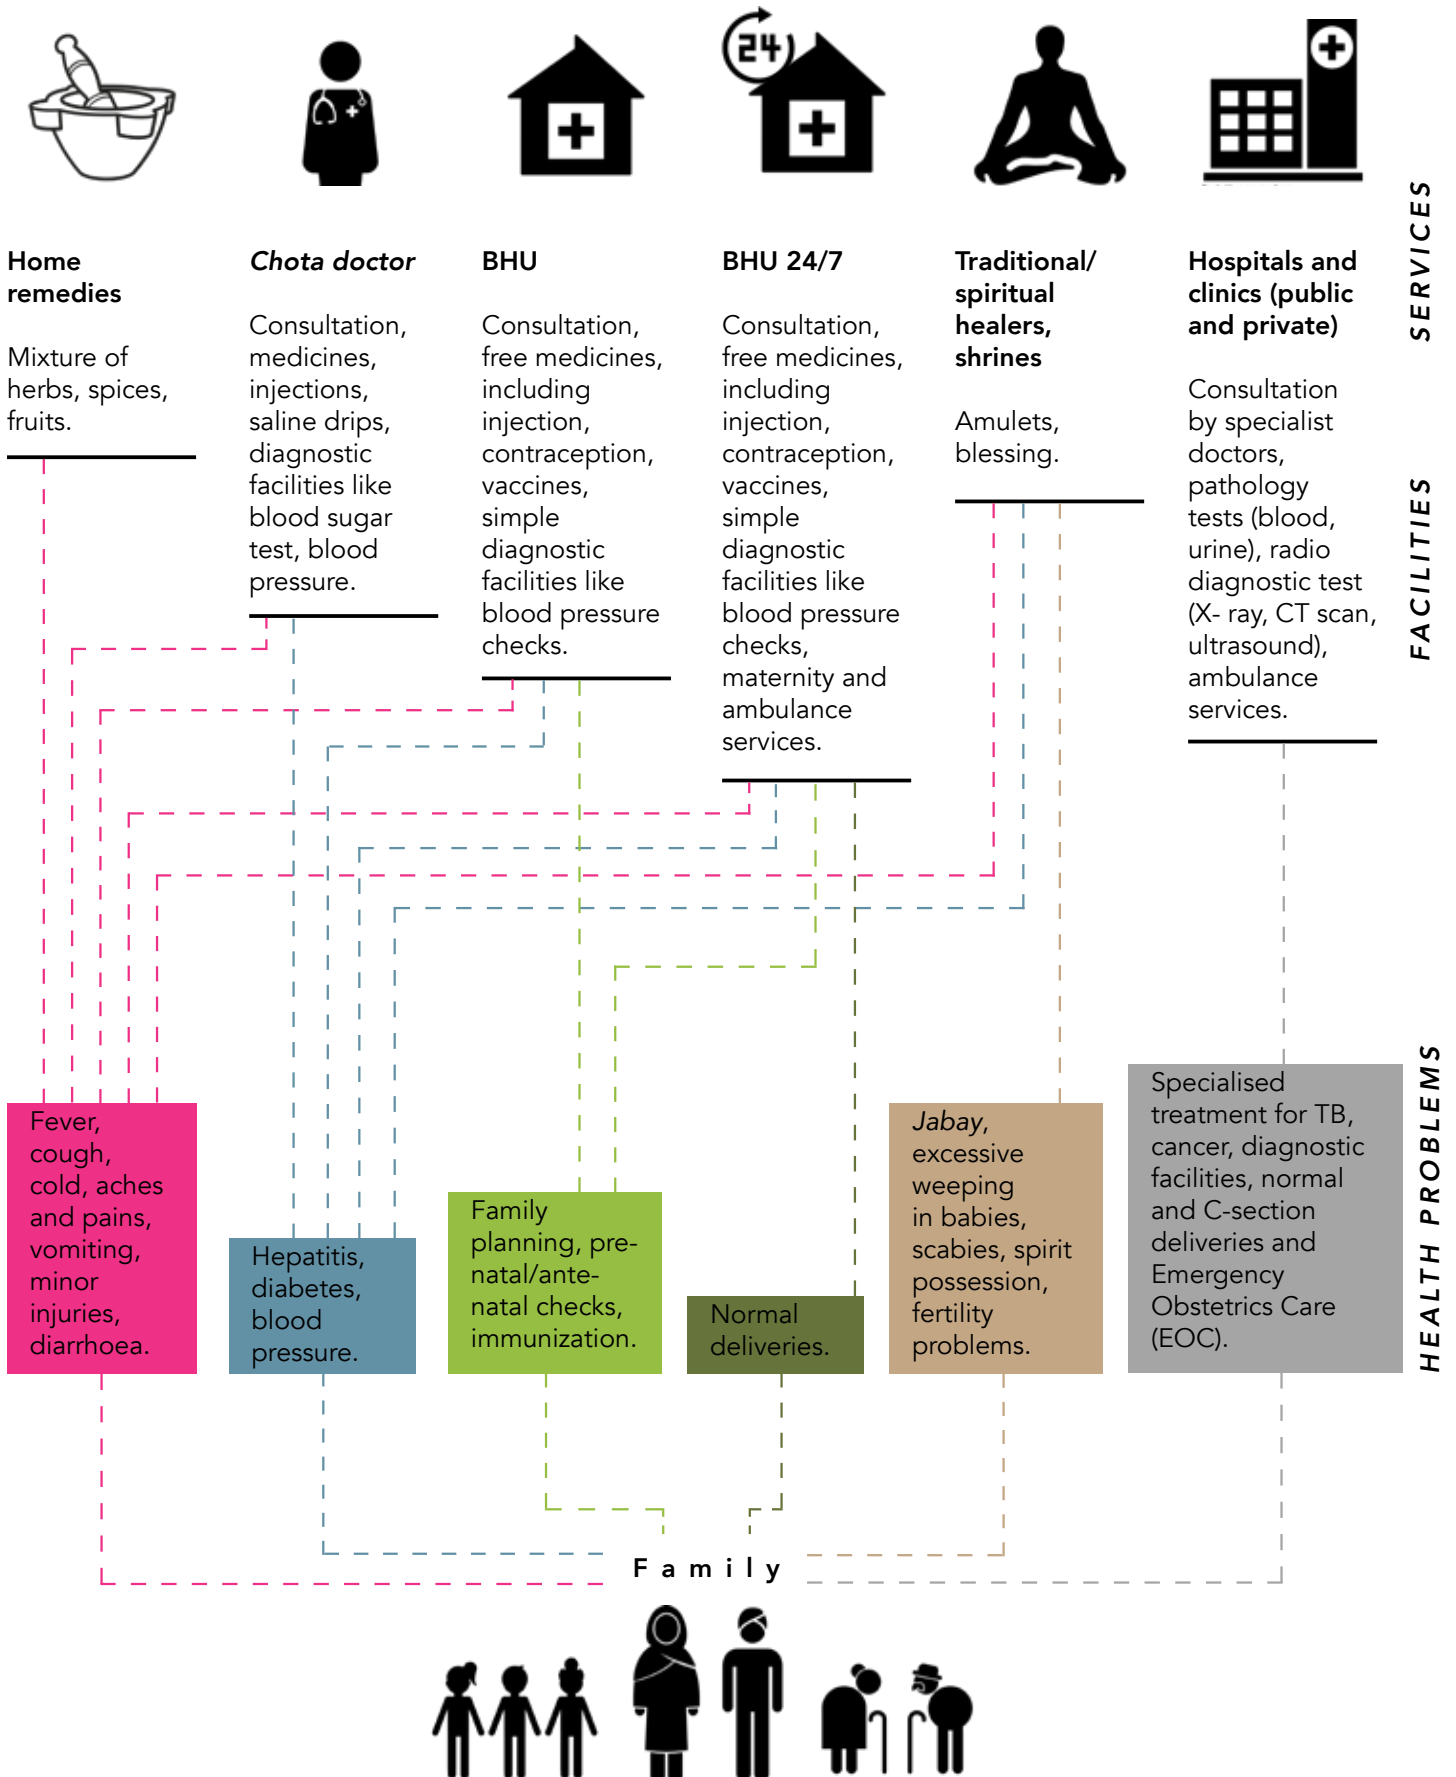 24
Home
remedies
Mixture of
herbs, spices,
fruits.
Chota doctor
Consultation,
medicines,
injections,
saline drips,
diagnostic
facilities like
blood sugar
test, blood
pressure.
BHU
Consultation,
free medicines,
including
injection,
contraception,
vaccines,
simple
diagnostic
facilities like
blood pressure
checks.
BHU 24/7
Consultation,
free medicines,
including
injection,
contraception,
vaccines,
simple
diagnostic
facilities like
blood pressure
checks,
maternity and
ambulance
services.
Traditional/
spiritual
healers,
shrines
Amulets,
blessing.
Hospitals and
clinics (public
and private)
Consultation
by specialist
doctors,
pathology
tests (blood,
urine), radio
diagnostic test
(X- ray, CT scan,
ultrasound),
ambulance
services.
SERVICES
FACILITIES
HEALTH PROBLEMS
Fever,
cough,
cold, aches
and pains,
vomiting,
minor
injuries,
diarrhoea.
Hepatitis,
diabetes,
blood
pressure.
Family
planning, pre-
natal/ante-
natal checks,
immunization.
Normal
deliveries.
Jabay,
excessive
weeping
in babies,
scabies, spirit
possession,
fertility
problems.
Specialised
treatment for TB,
cancer, diagnostic
facilities, normal
and C-section
deliveries and
Emergency
Obstetrics Care
(EOC).
Family